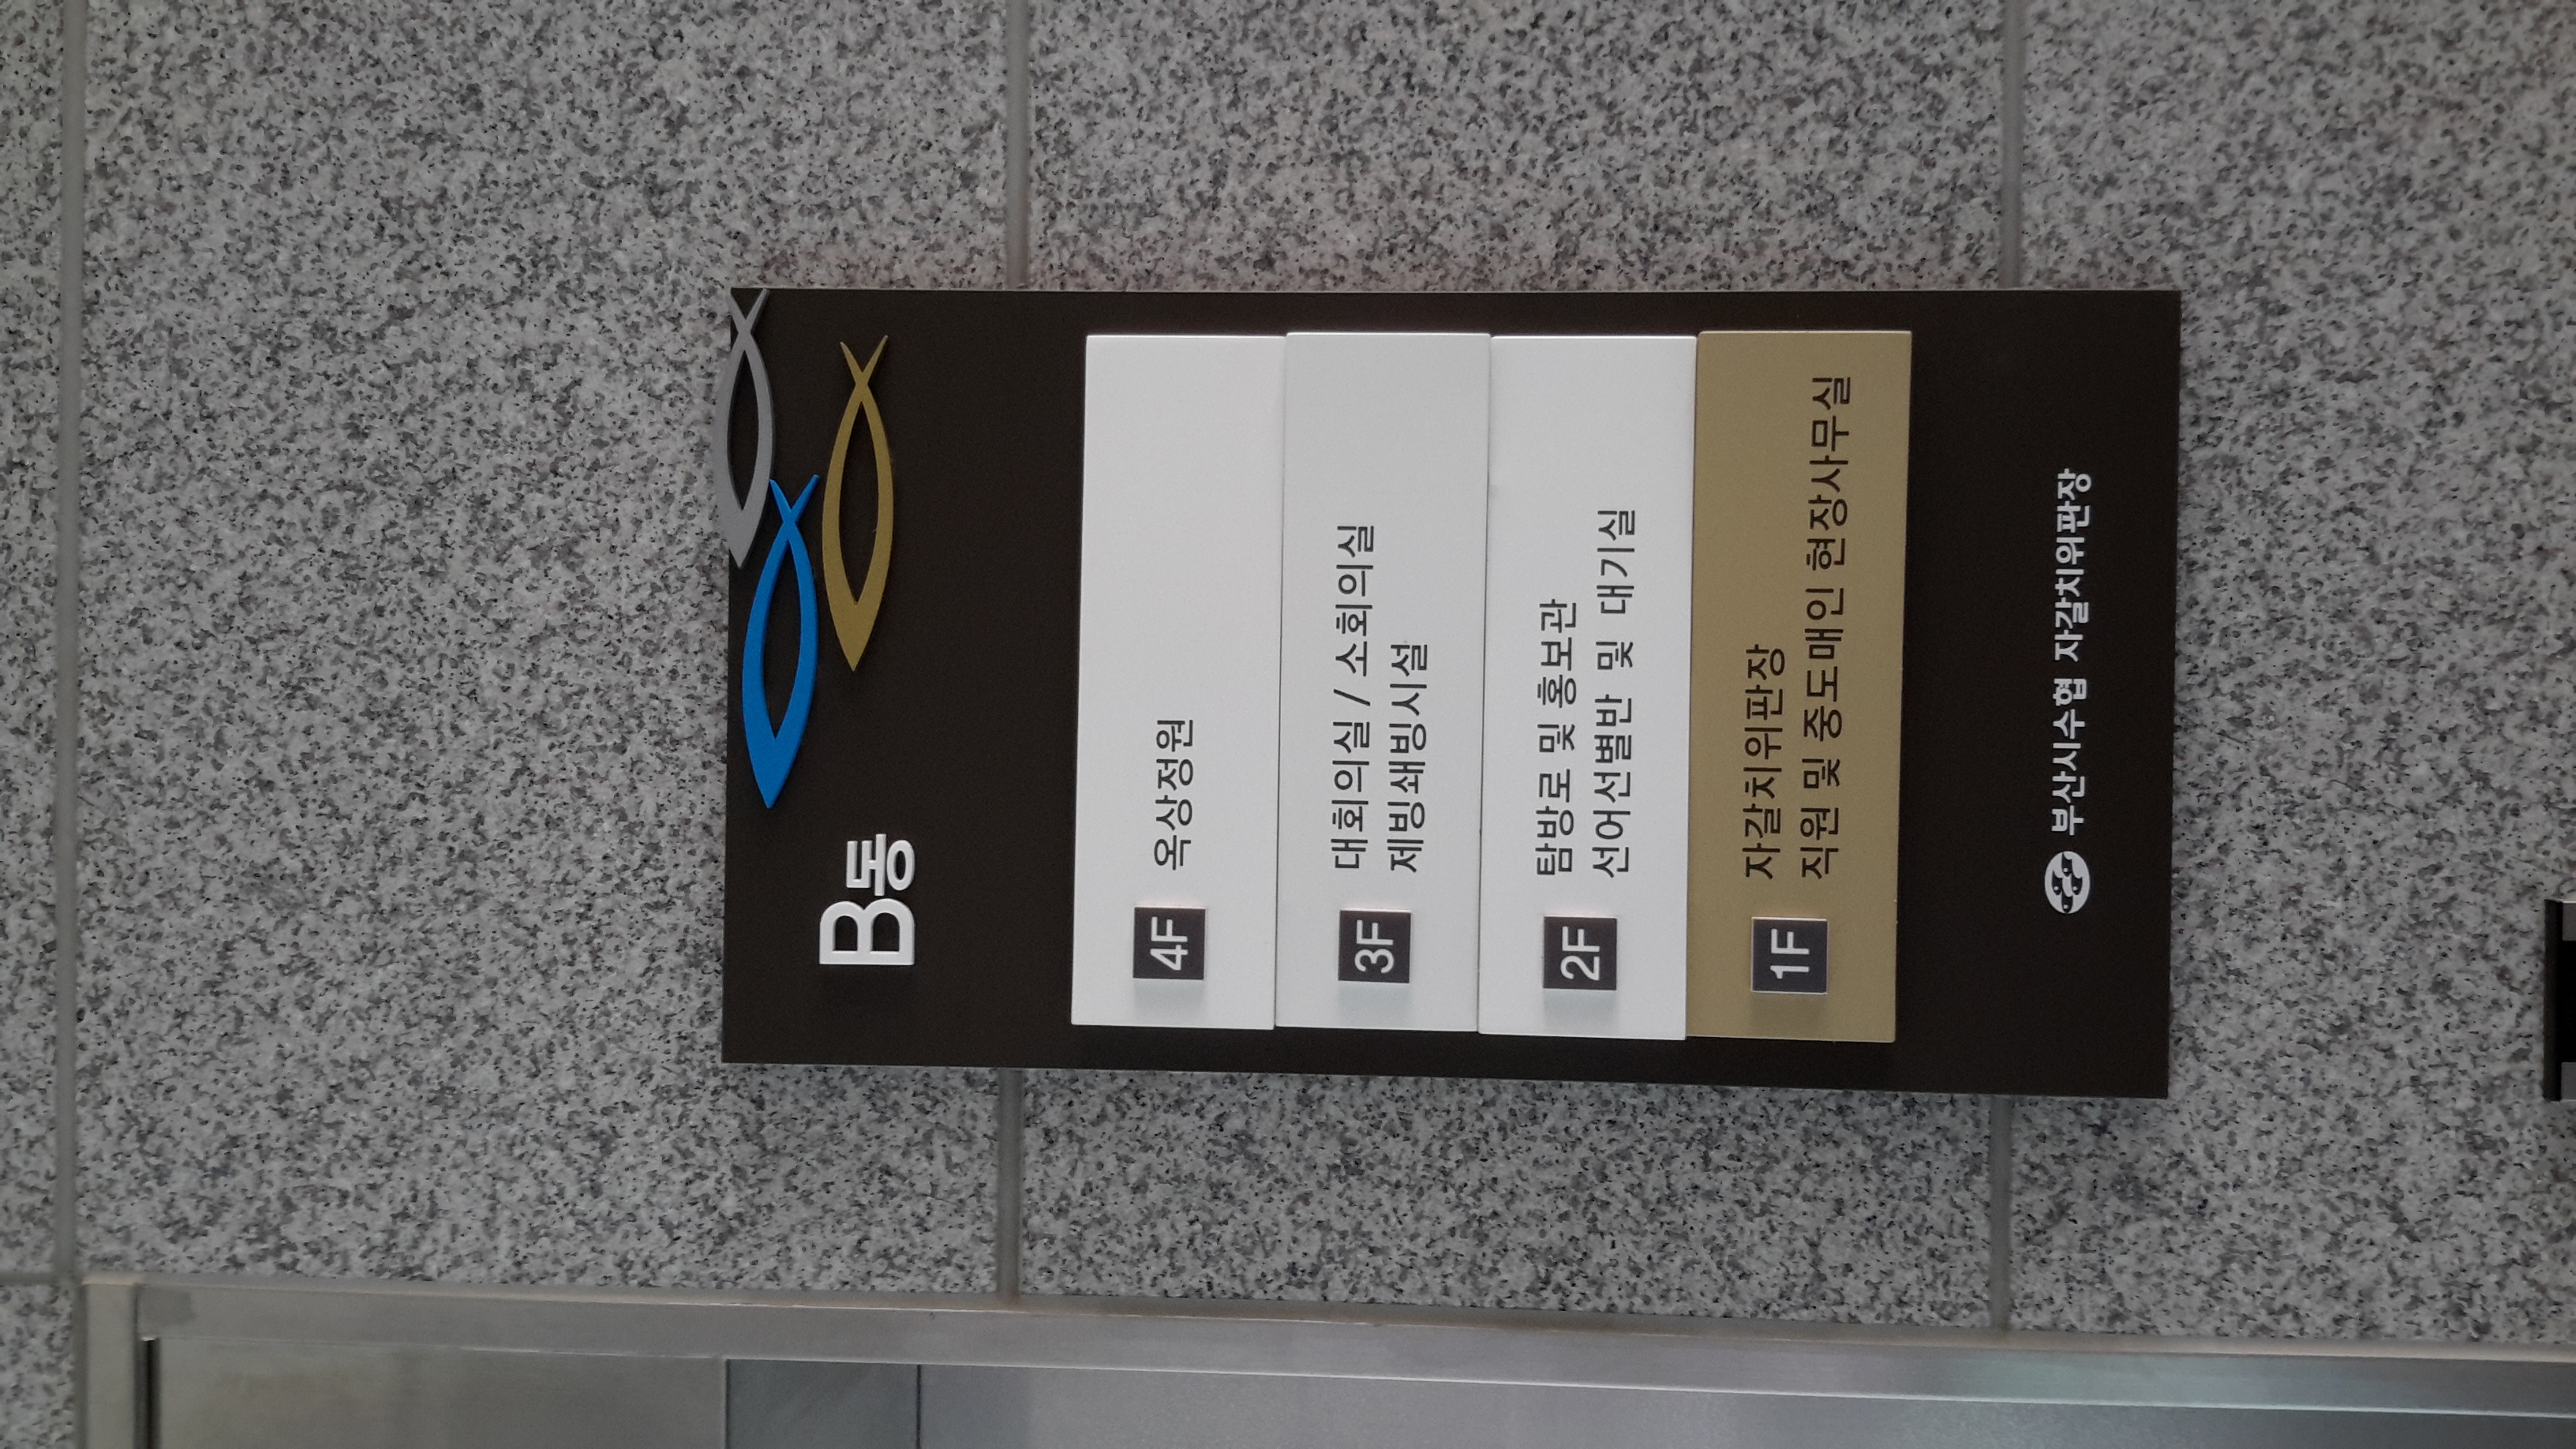 B동
4F 옥상정원
3F 대회의실 / 소회의실
제빙쇄빙시설
2F 탐방로 및 홍보관
선어선별반 및 대기실
1F 자갈치위판장
직원 및 중도매인 현장사무실
부산시수협 자갈치위판장